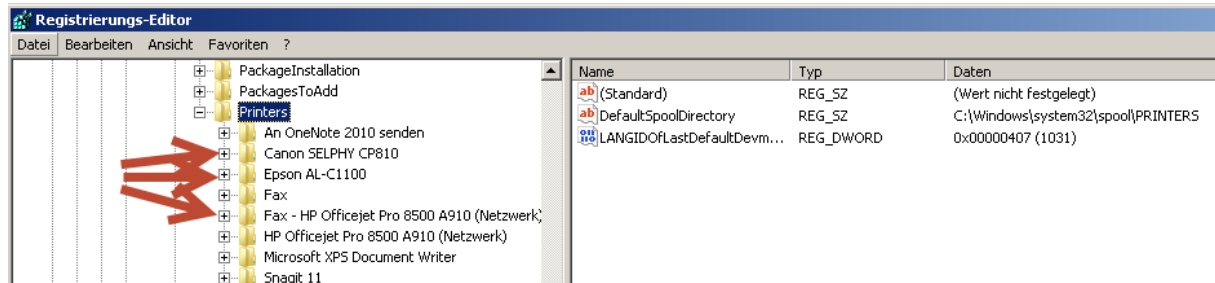 Registrierungs-Editor
Datei Bearbeiten Ansicht Favoriten ?
PackageInstallation
PackagesToAdd
Printers
An OneNote 2010 senden
Canon SELPHY CP810
Epson AL-C1100
Fax
Fax - HP Officejet Pro 8500 A910 (Netzwerk)
HP Officejet Pro 8500 A910 (Netzwerk)
Microsoft XPS Document Writer
Snagit 11
Name Typ Daten
(Standard) REG_SZ (Wert nicht festgelegt)
DefaultSpoolDirectory REG_SZ C:\Windows\system32\spool\PRINTERS
LANGIDOfLastDefaultDevm... REG_DWORD 0x00000407 (1031)